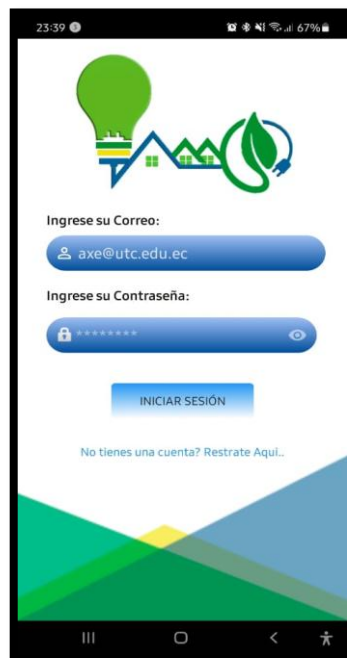 23:39 67%
Ingrese su Correo:
axe@utc.edu.ec
Ingrese su Contraseña:
********
INICIAR SESIÓN
No tienes una cuenta? Restrate Aqui..